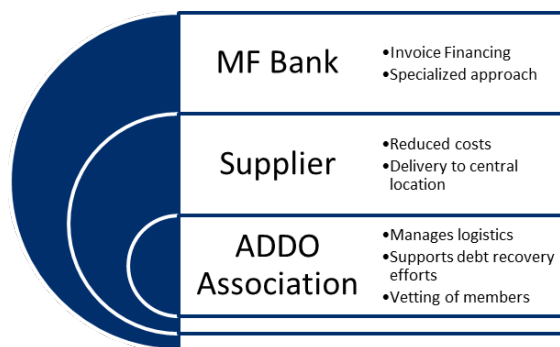 MF Bank
•Invoice Financing
•Specialized approach
Supplier
•Reduced costs
•Delivery to central
location
ADDO
Association
•Manages logistics
•Supports debt recovery
efforts
•Vetting of members